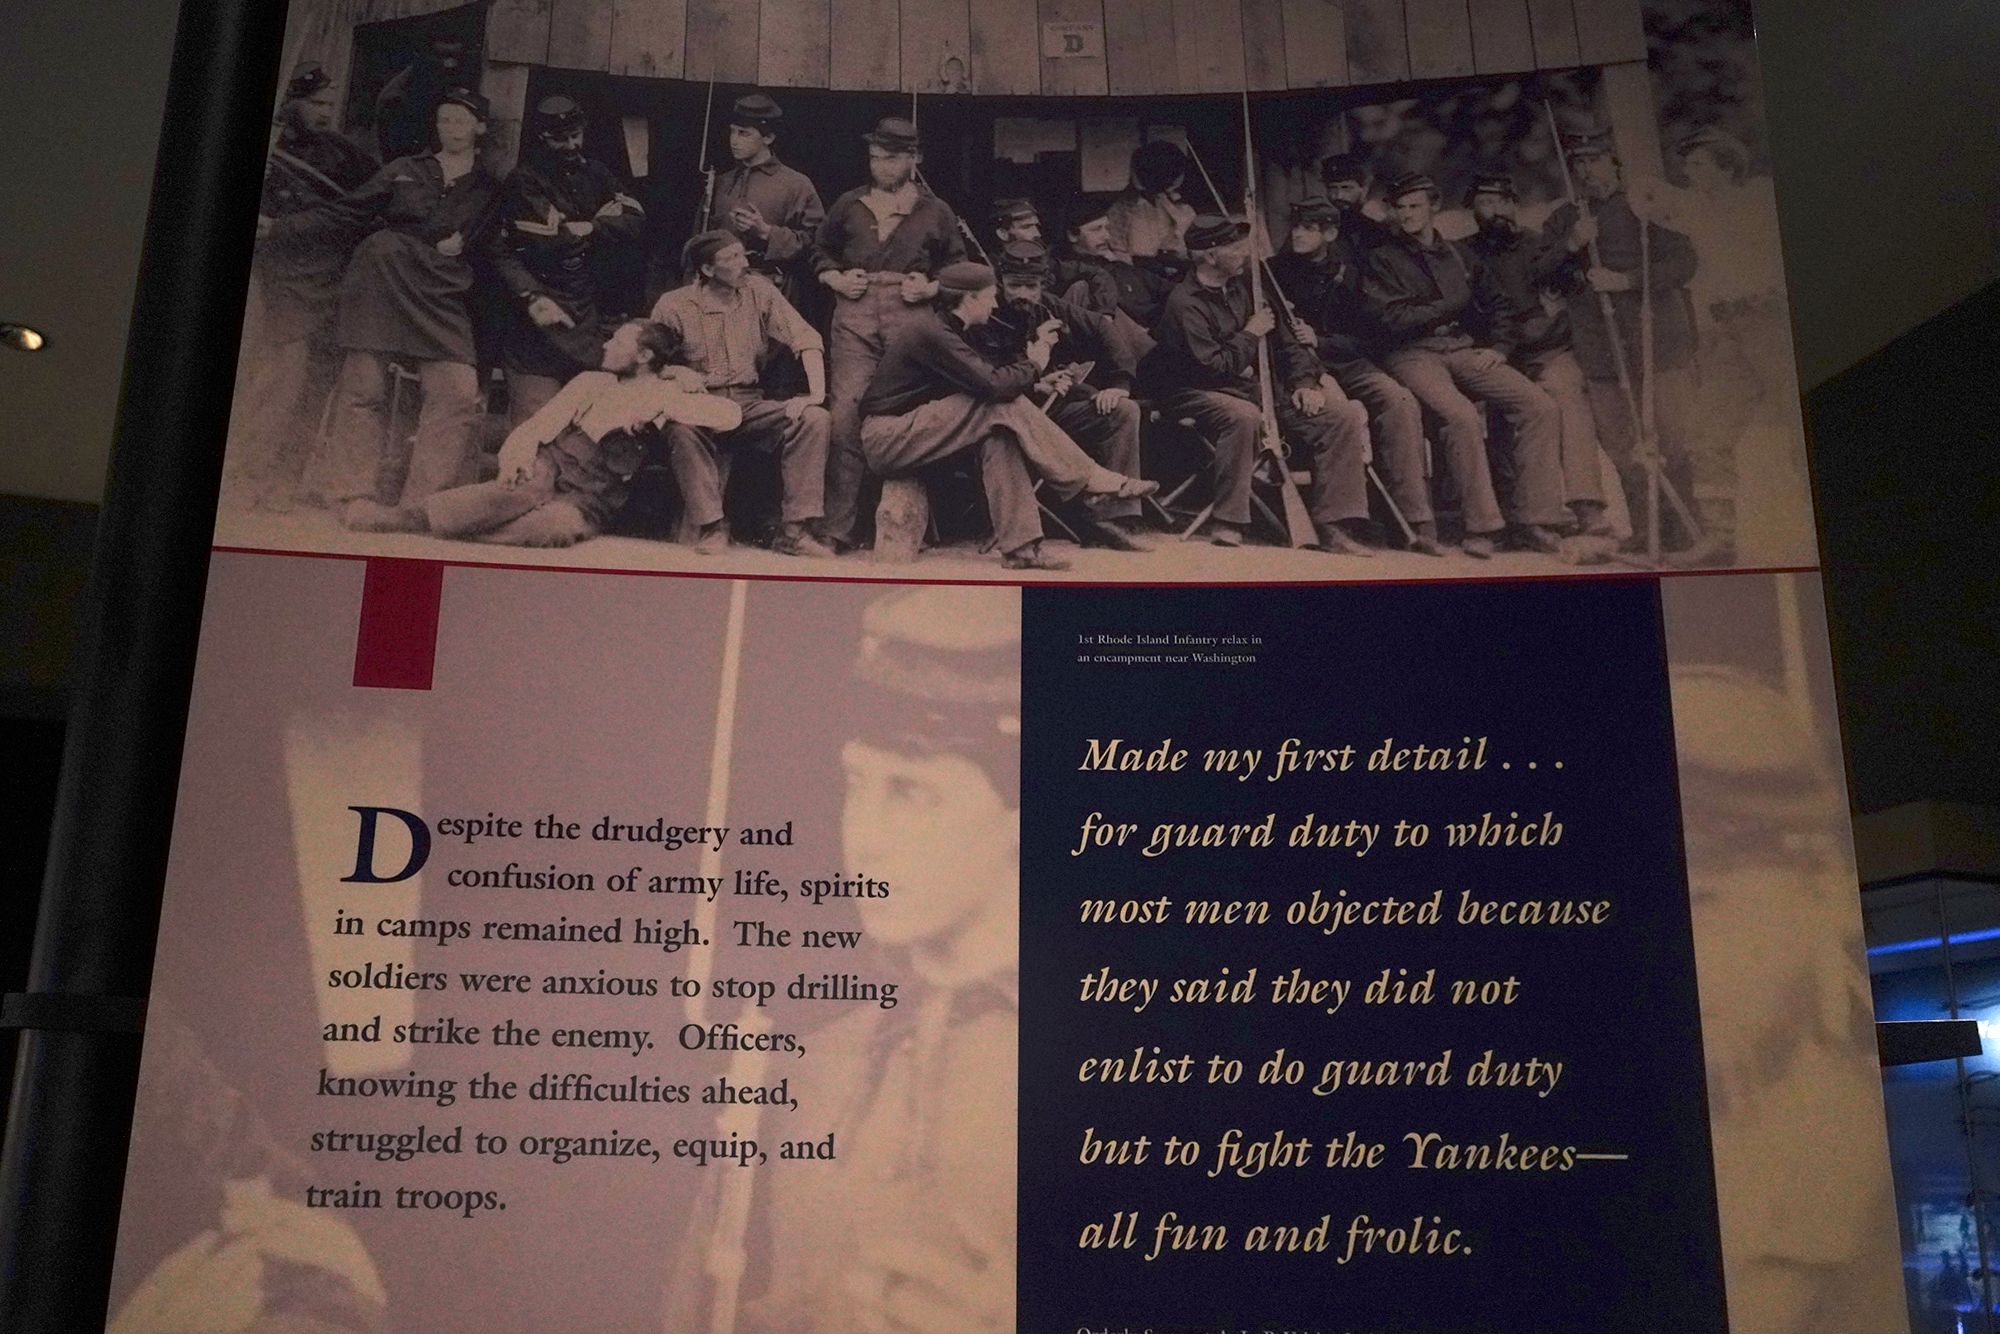 D
1st Rhode Island Infantry relax in
an encampment near Washington
Despite the drudgery and
confusion of army life, spirits
in camps remained high. The new
soldiers were anxious to stop drilling
and strike the enemy. Officers,
knowing the difficulties ahead,
struggled to organize, equip, and
train troops.
Made my first detail . . .
for guard duty to which
most men objected because
they said they did not
enlist to do guard duty
but to fight the Yankees—
all fun and frolic.